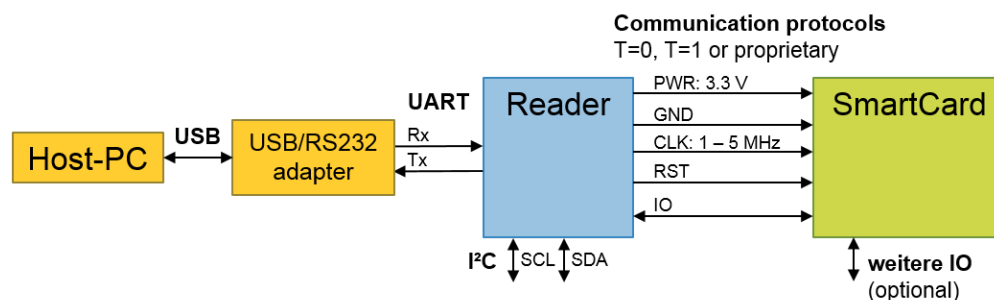 Communication protocols
T=0, T=1 or proprietary
Host-PC
USB
USB/RS232
adapter
UART
Rx
Tx
Reader
PWR: 3.3 V
GND
CLK: 1 – 5 MHz
RST
IO
SmartCard
I²C
SCL
SDA
weitere IO
(optional)